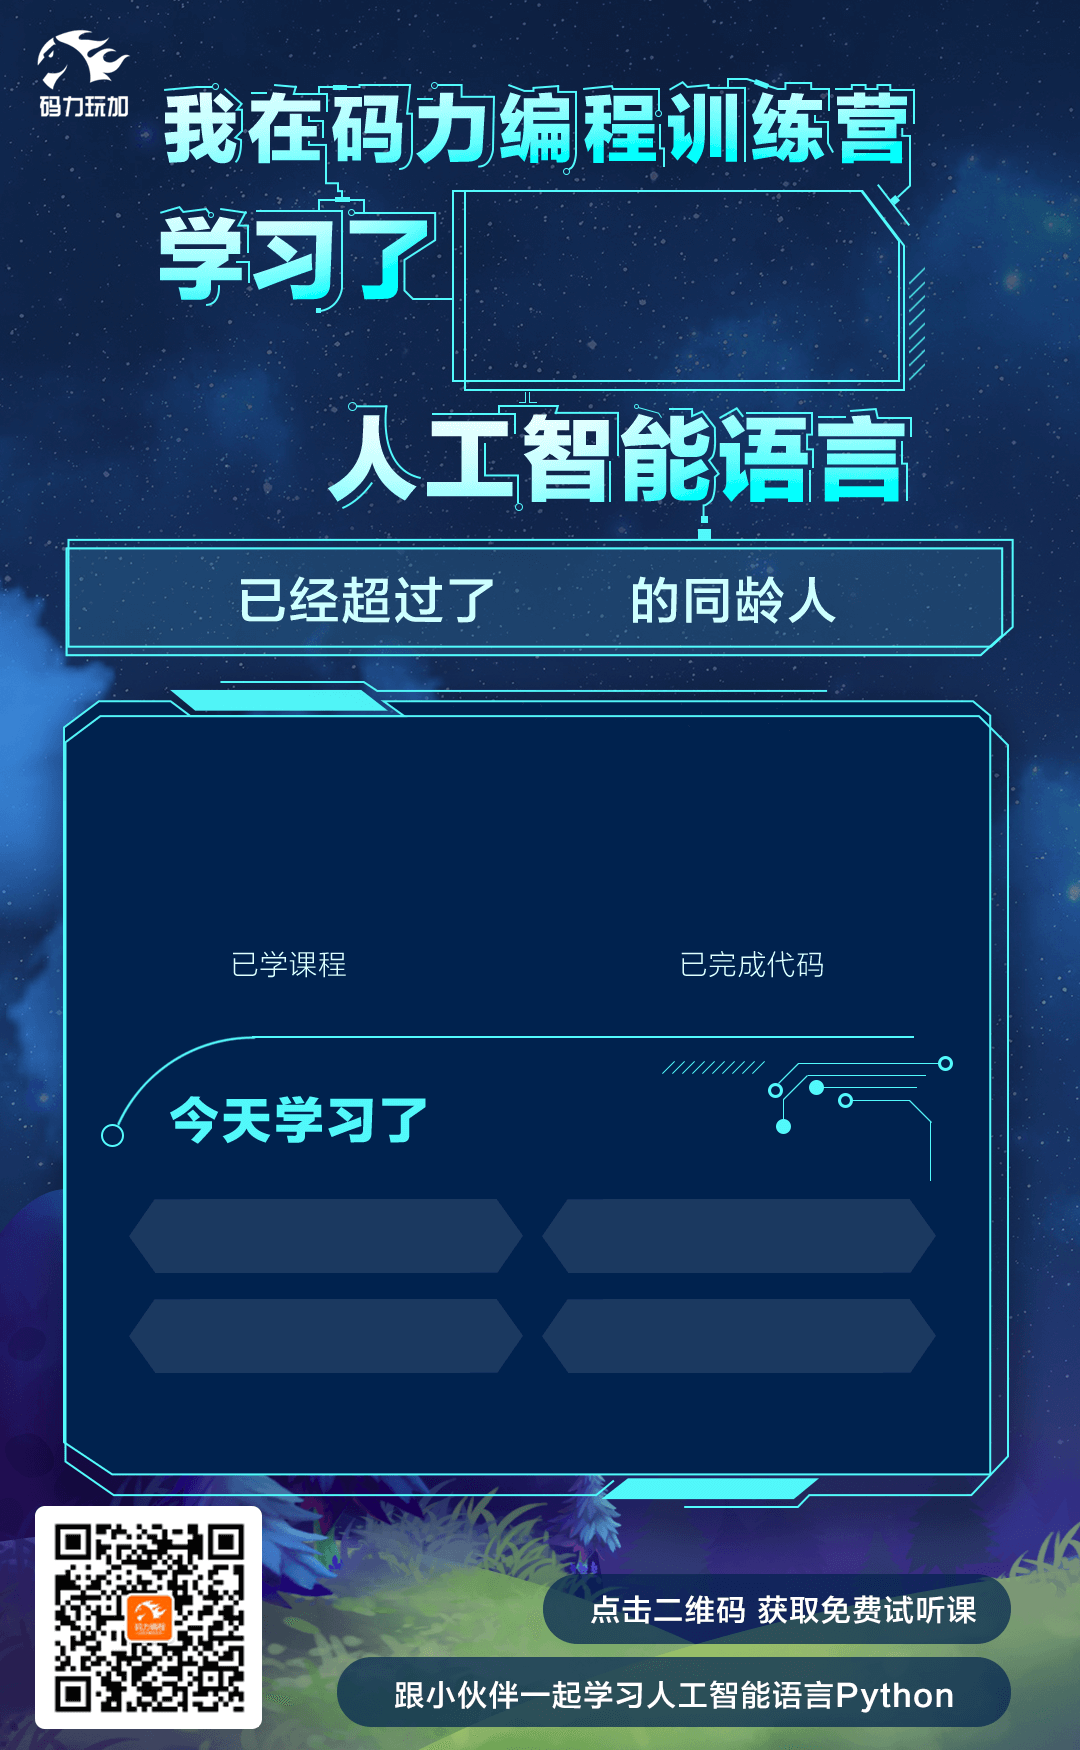 码力玩加
我在码力编程训练营
学习了
人工智能语言
已经超过了 的同龄人
已学课程 已完成代码
今天学习了
码力编程
点击二维码 获取免费试听课
跟小伙伴一起学习人工智能语言Python